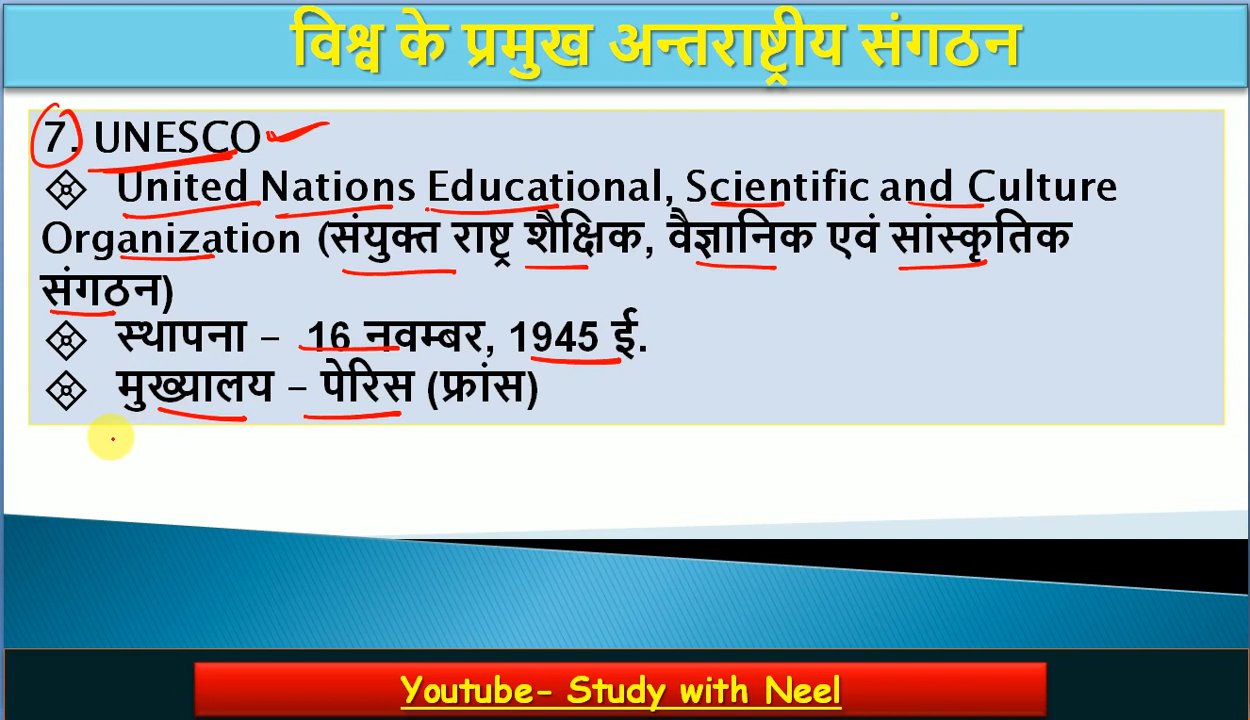 विश्व के प्रमुख अन्तराष्ट्रीय संगठन
7. UNESCO
United Nations Educational, Scientific and Culture
Organization (संयुक्त राष्ट्र शैक्षिक, वैज्ञानिक एवं सांस्कृतिक
संगठन)
स्थापना – 16 नवम्बर, 1945 ई.
मुख्यालय – पेरिस (फ्रांस)
Youtube- Study with Neel